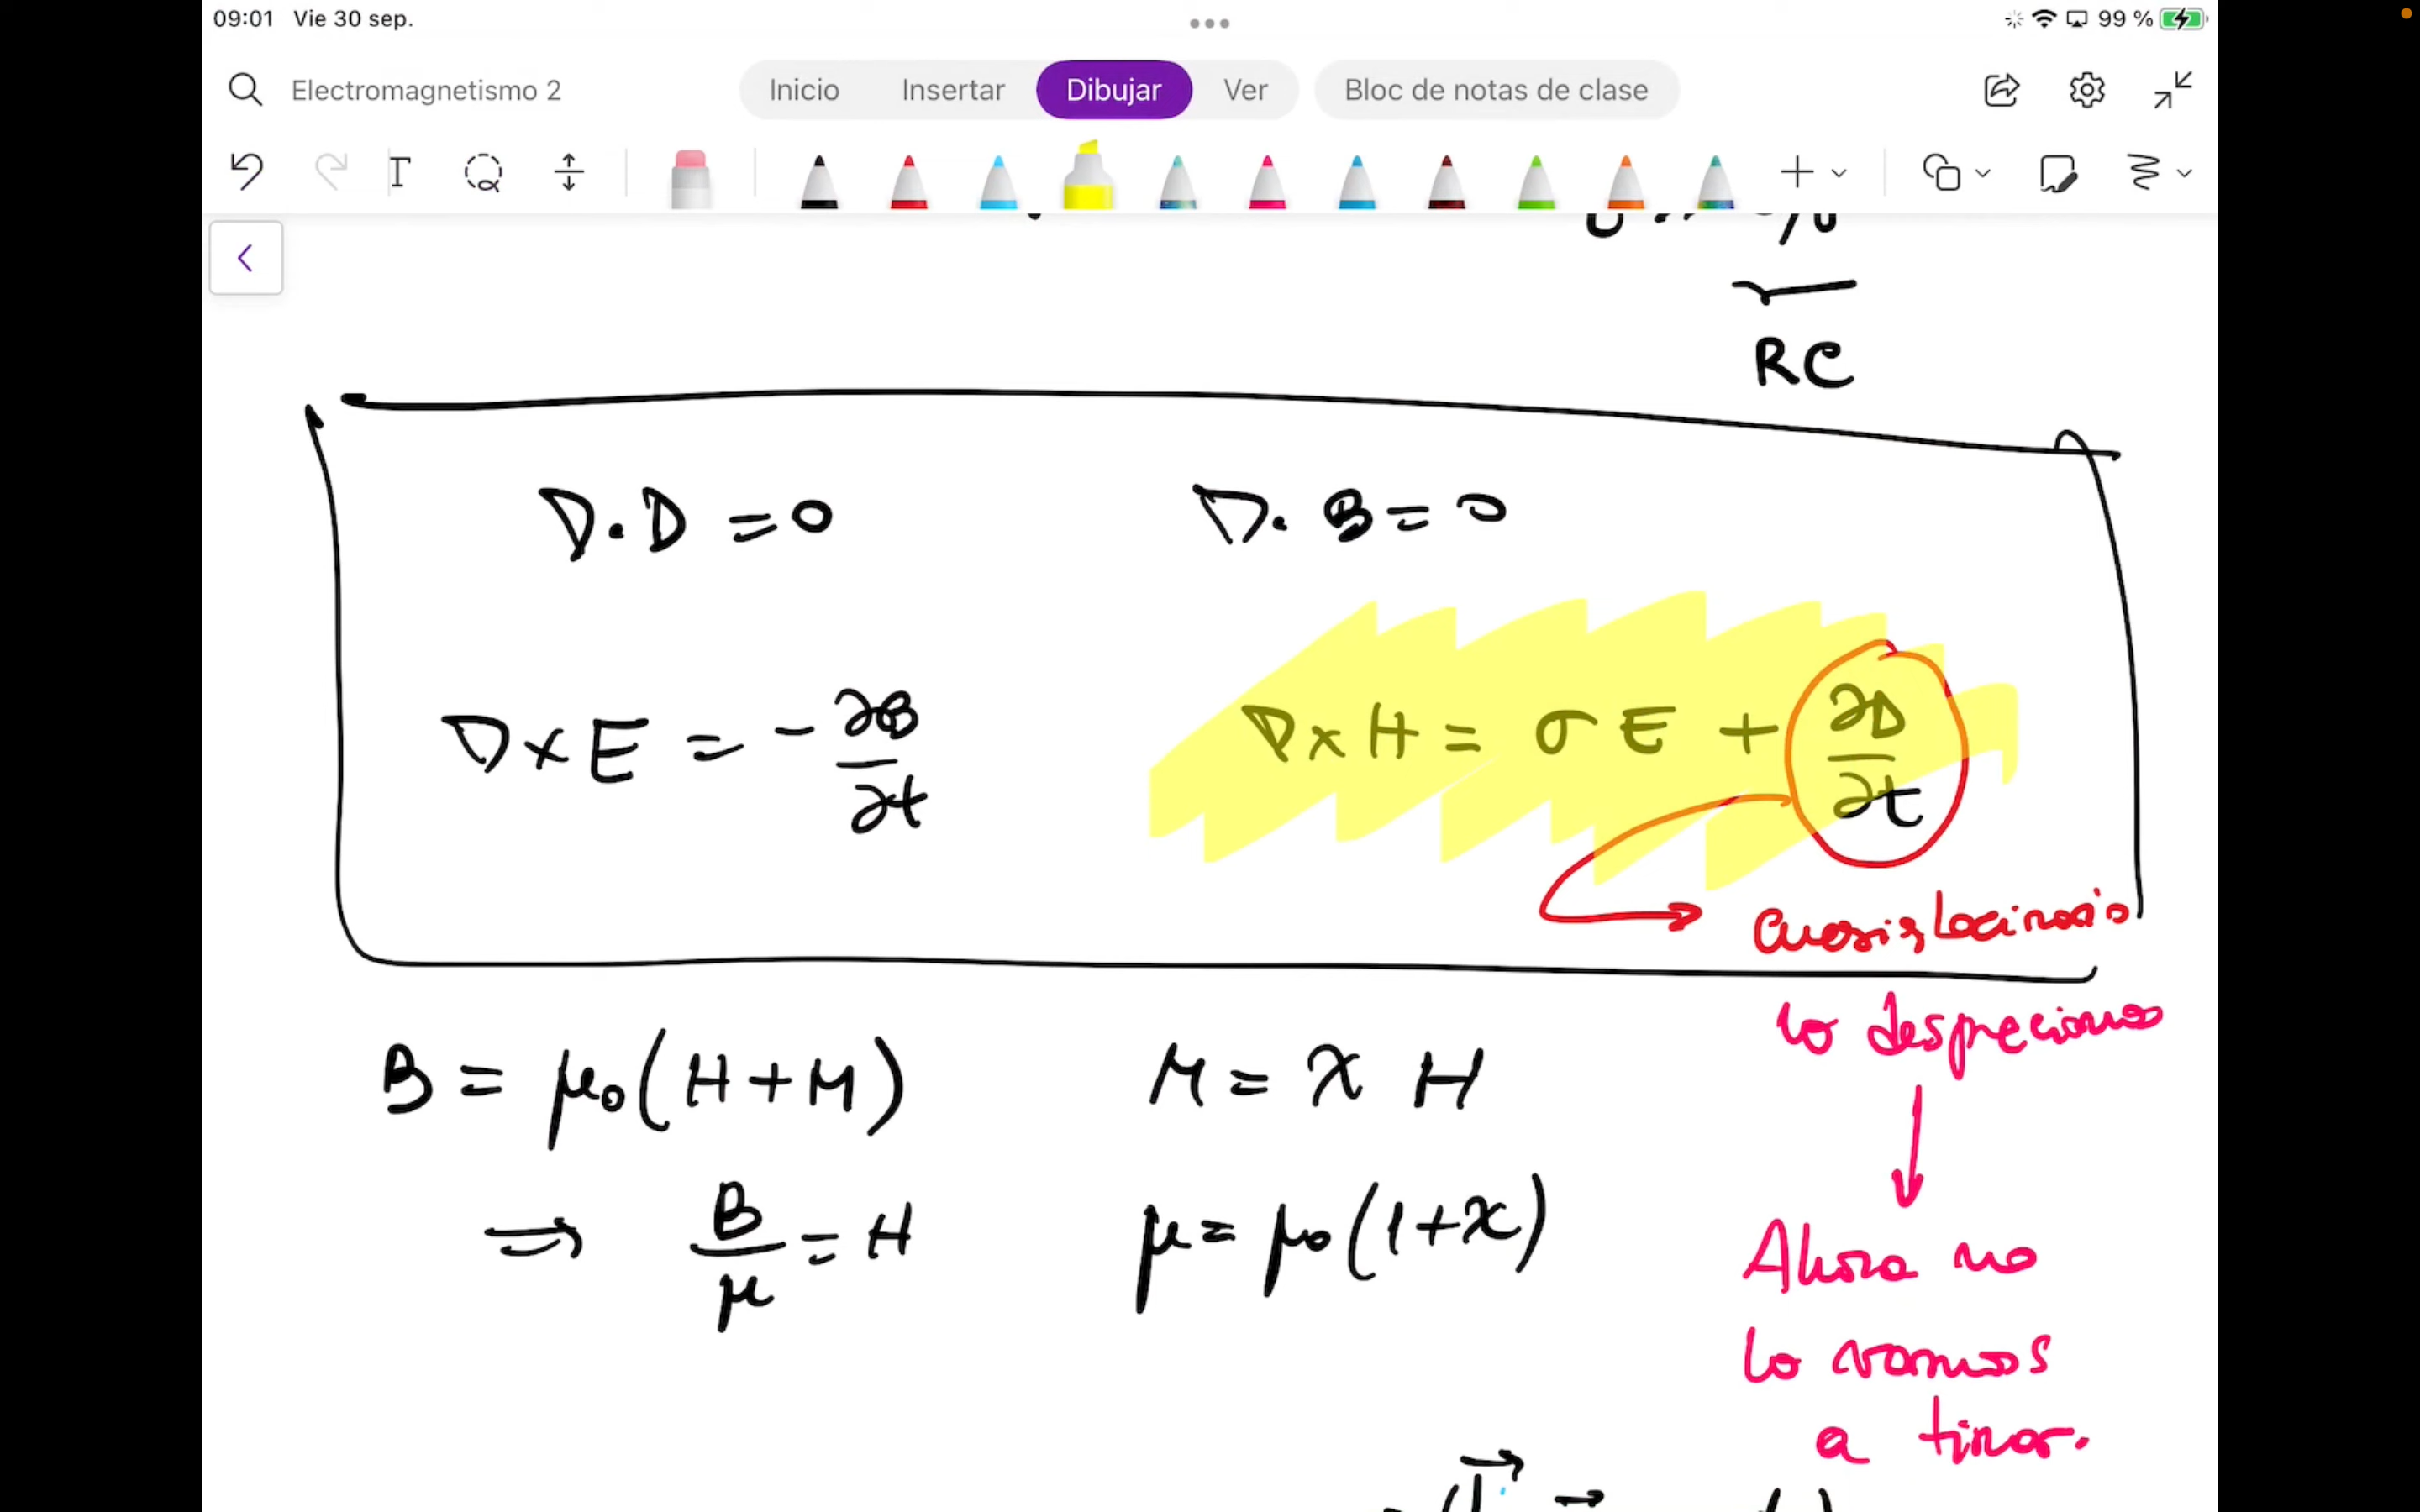 09:01 Vie 30 sep.
99 %
Electromagnetismo 2
Inicio Insertar Dibujar Ver Bloc de notas de clase
RC
∇·D = 0
∇·B = 0
∇×E = -∂B/∂t
∇×H = σE + ∂D/∂t
Cuasiestacionario
lo despreciamos
B = μ₀(H+M)
M = χ H
⇒ B/μ = H
μ = μ₀(1+χ)
Ahora no
lo vamos
a tirar.